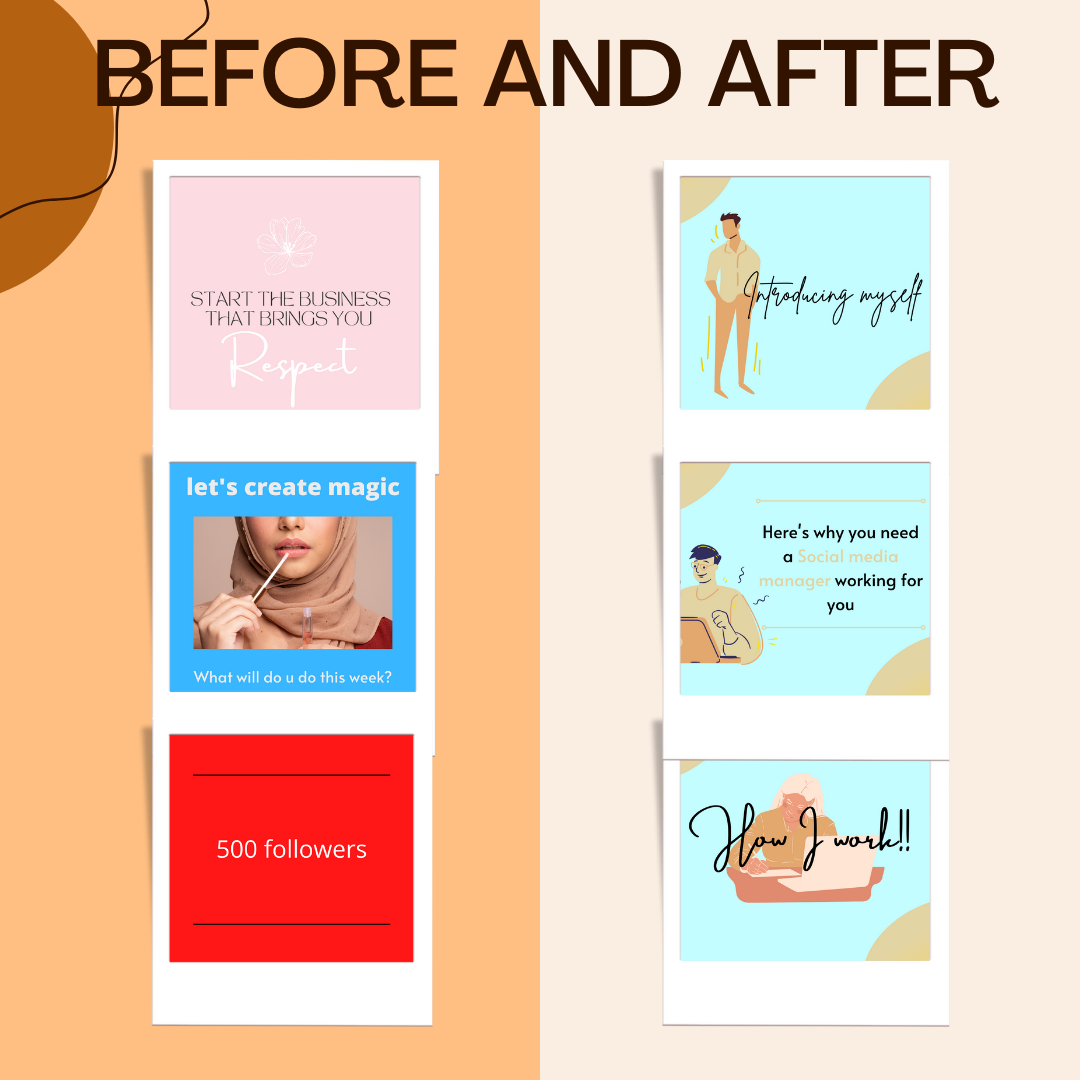 BEFORE AND AFTER
START THE BUSINESS
THAT BRINGS YOU
Respect
let's create magic
What will do u do this week?
500 followers
Introducing myself
Here's why you need
a Social media
manager working for
you
How I work!!